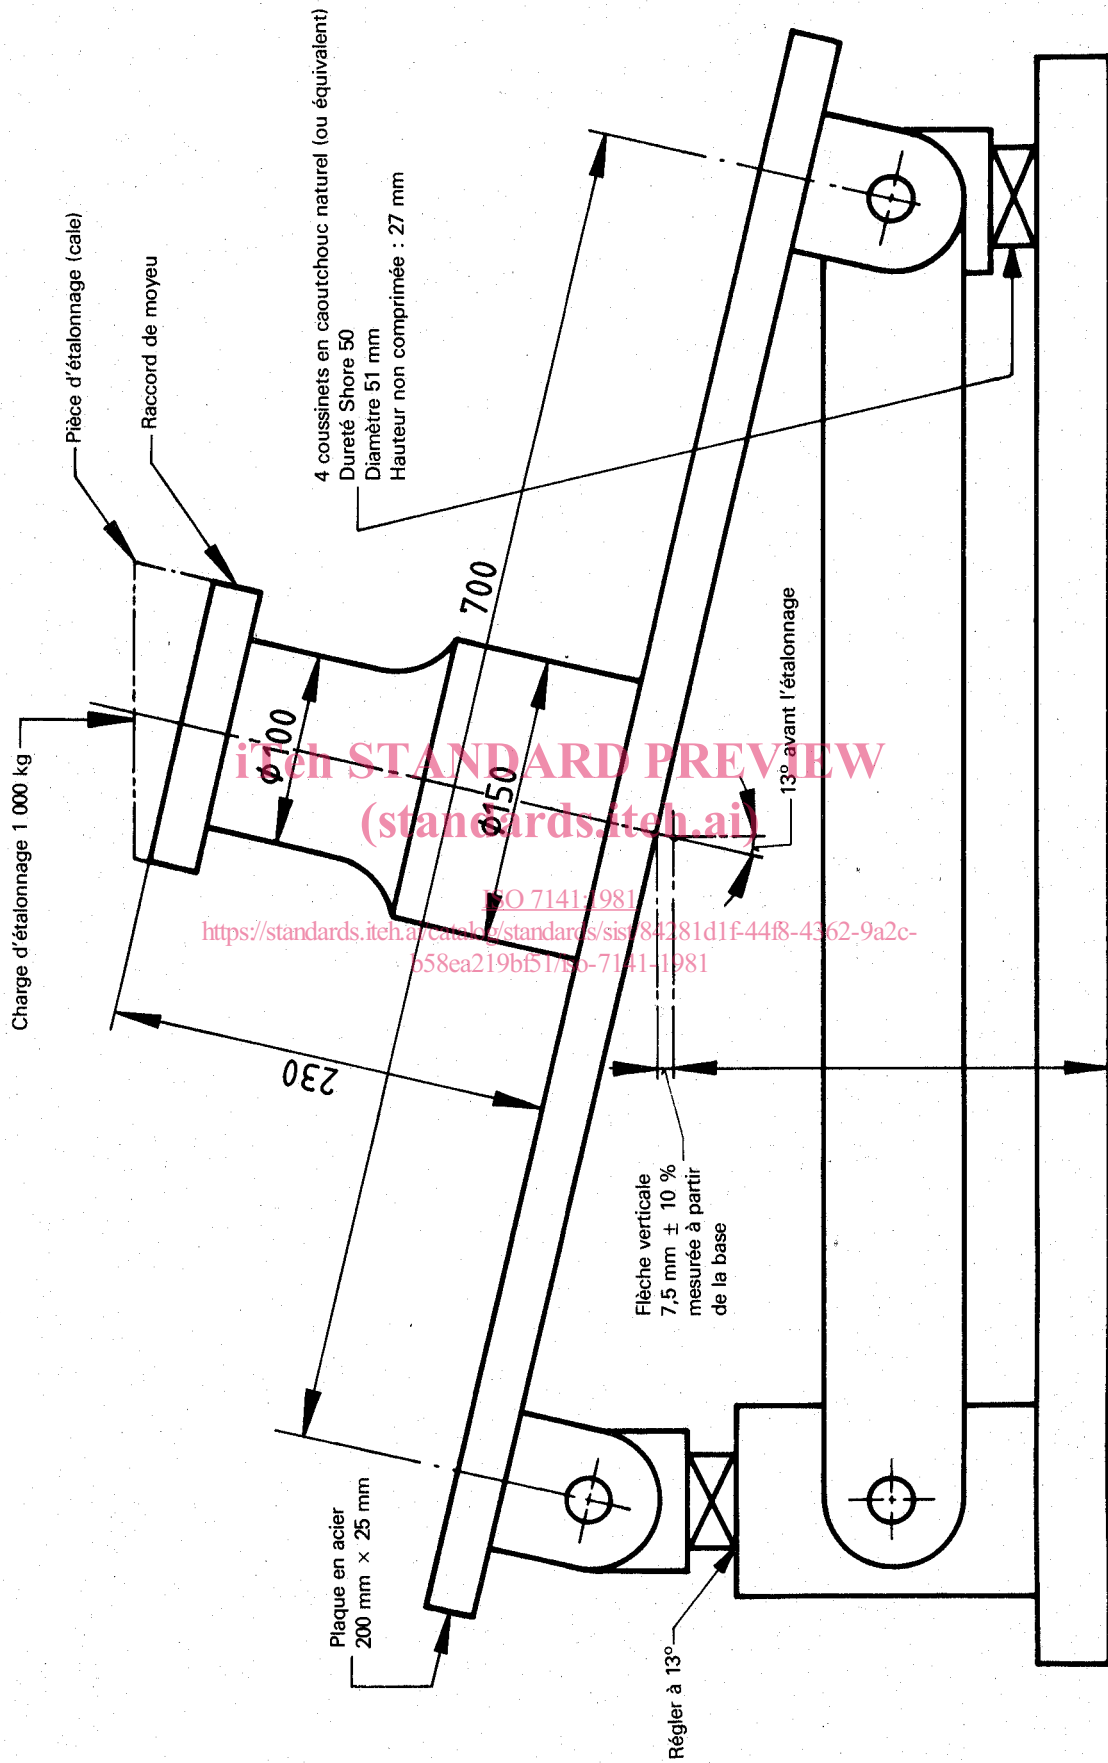 Charge d'étalonnage 1 000 kg
Pièce d'étalonnage (cale)
Raccord de moyeu
4 coussinets en caoutchouc naturel (ou équivalent)
Dureté Shore 50
Diamètre 51 mm
Hauteur non comprimée : 27 mm
700
ϕ100
ϕ150
230
13° avant l'étalonnage
Flèche verticale
7,5 mm ± 10 %
mesurée à partir
de la base
Plaque en acier
200 mm × 25 mm
Régler à 13°
iTeh STANDARD PREVIEW
(standards.iteh.ai)
ISO 7141:1981
https://standards.iteh.ai/catalog/standards/sist/84281d1f-44f8-4362-9a2c-
b58ea219bf51/iso-7141-1981